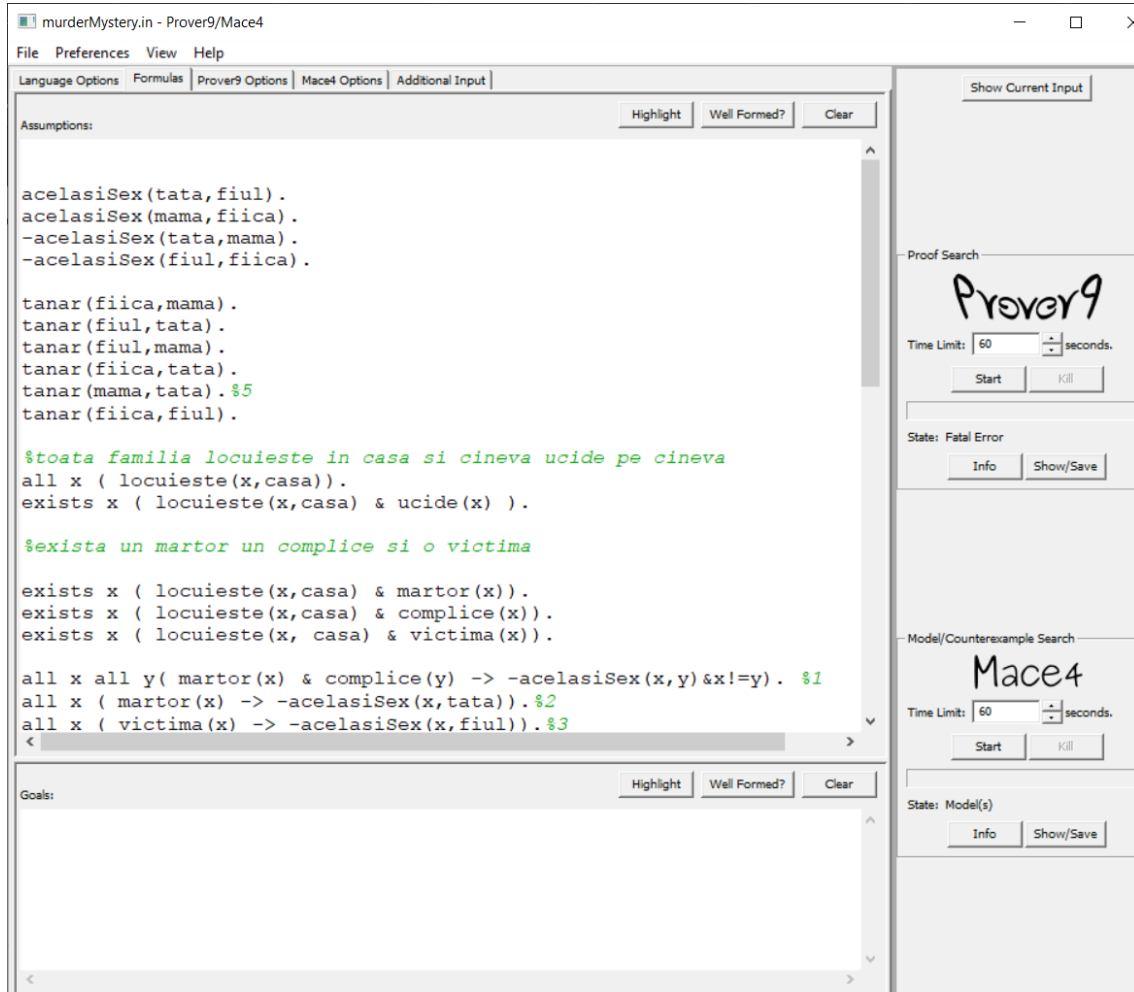 murderMystery.in - Prover9/Mace4
File Preferences View Help
Language Options Formulas Prover9 Options Mace4 Options Additional Input
Show Current Input
Assumptions:
Highlight Well Formed? Clear
acelasiSex(tata,fiul).
acelasiSex(mama,fiica).
-acelasiSex(tata,mama).
-acelasiSex(fiul,fiica).
tanar(fiica,mama).
tanar(fiul,tata).
tanar(fiul,mama).
tanar(fiica,tata).
tanar(mama,tata).%5
tanar(fiica,fiul).
%toata familia locuieste in casa si cineva ucide pe cineva
all x ( locuieste(x,casa)).
exists x ( locuieste(x,casa) & ucide(x) ).
%exista un martor un complice si o victima
exists x ( locuieste(x,casa) & martor(x)).
exists x ( locuieste(x,casa) & complice(x)).
exists x ( locuieste(x, casa) & victima(x)).
all x all y( martor(x) & complice(y) -> -acelasiSex(x,y)&x!=y). %1
all x ( martor(x) -> -acelasiSex(x,tata)).%2
all x ( victima(x) -> -acelasiSex(x,fiul)).%3
Goals:
Highlight Well Formed? Clear
Proof Search
Prover9
Time Limit: 60 seconds.
Start Kill
State: Fatal Error
Info Show/Save
Model/Counterexample Search
Mace4
Time Limit: 60 seconds.
Start Kill
State: Model(s)
Info Show/Save